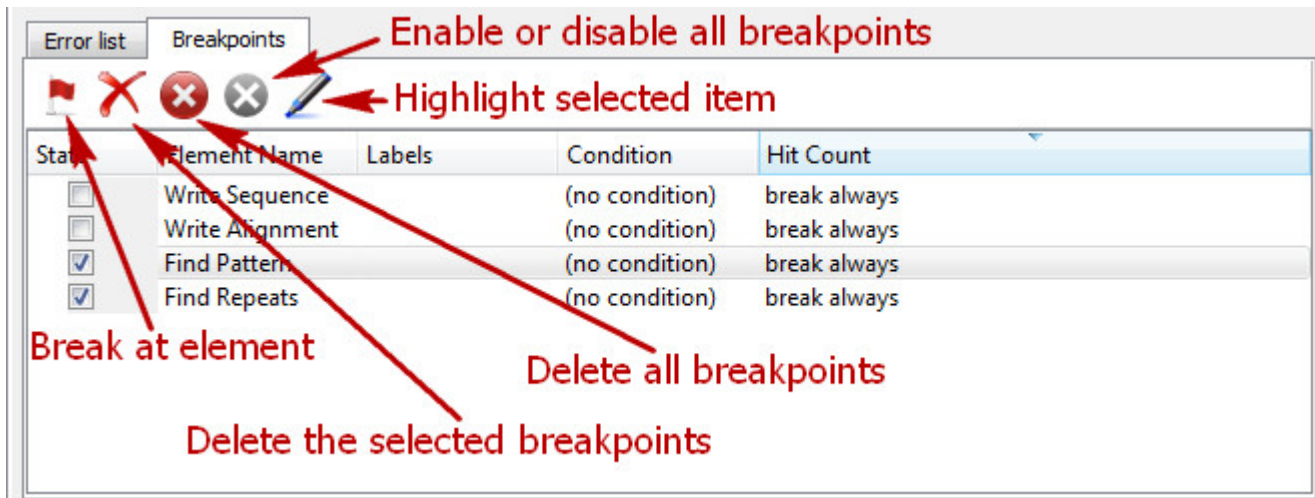 Error list Breakpoints Enable or disable all breakpoints
Highlight selected item
State Element Name Labels Condition Hit Count
Write Sequence (no condition) break always
Write Alignment (no condition) break always
Find Pattern (no condition) break always
Find Repeats (no condition) break always
Break at element
Delete all breakpoints
Delete the selected breakpoints